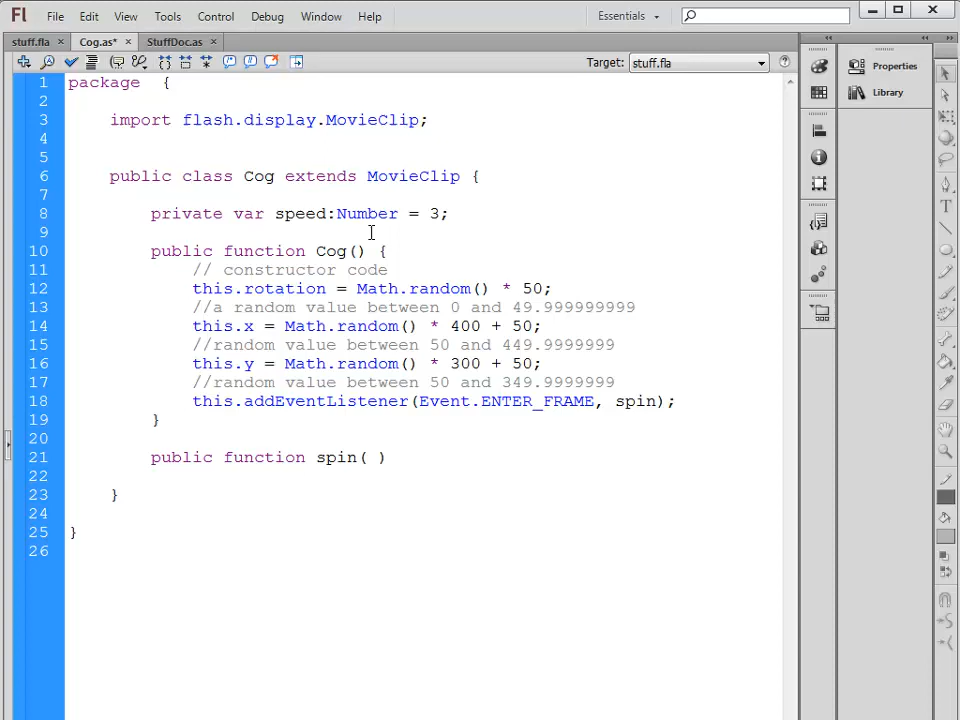 Fl File Edit View Tools Control Debug Window Help Essentials
stuff.fla × Cog.as* × StuffDoc.as ×
Target: stuff.fla
Properties
Library
1 package {
2
3 import flash.display.MovieClip;
4
5
6 public class Cog extends MovieClip {
7
8 private var speed:Number = 3;
9
10 public function Cog() {
11 // constructor code
12 this.rotation = Math.random() * 50;
13 //a random value between 0 and 49.999999999
14 this.x = Math.random() * 400 + 50;
15 //random value between 50 and 449.9999999
16 this.y = Math.random() * 300 + 50;
17 //random value between 50 and 349.9999999
18 this.addEventListener(Event.ENTER_FRAME, spin);
19 }
20
21 public function spin( )
22
23 }
24
25 }
26